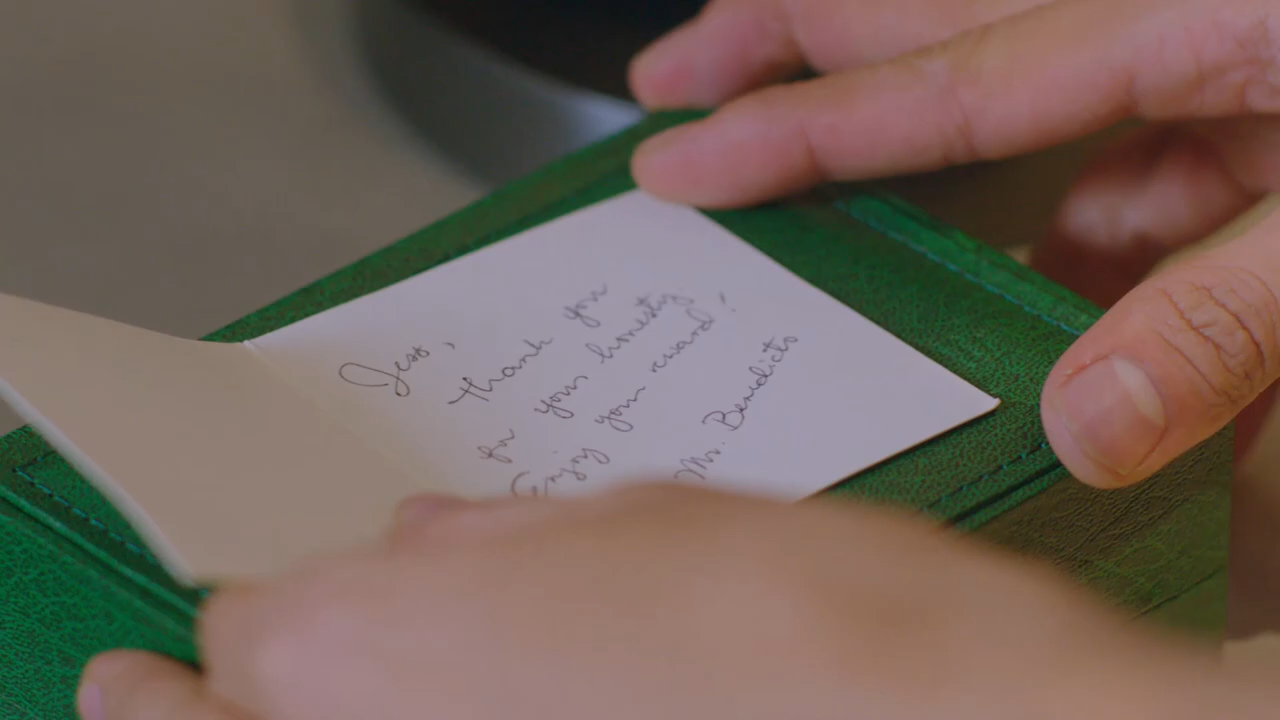 Jess,
Thank you
for your honesty.
Enjoy your reward!
Mr. Benedicto